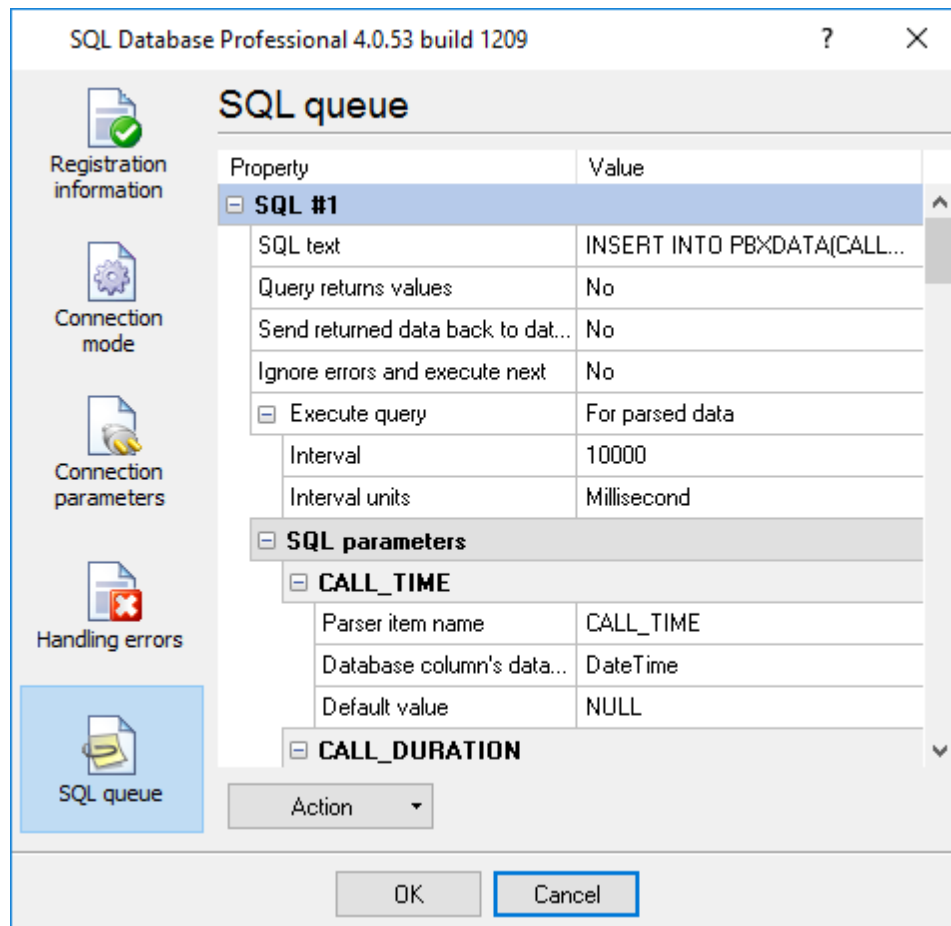 SQL Database Professional 4.0.53 build 1209
?
Registration
information
Connection
mode
Connection
parameters
Handling errors
SQL queue
SQL queue
Property Value
SQL #1
SQL text INSERT INTO PBXDATA(CALL...
Query returns values No
Send returned data back to dat... No
Ignore errors and execute next No
Execute query For parsed data
Interval 10000
Interval units Millisecond
SQL parameters
CALL_TIME
Parser item name CALL_TIME
Database column's data... DateTime
Default value NULL
CALL_DURATION
Action
OK Cancel